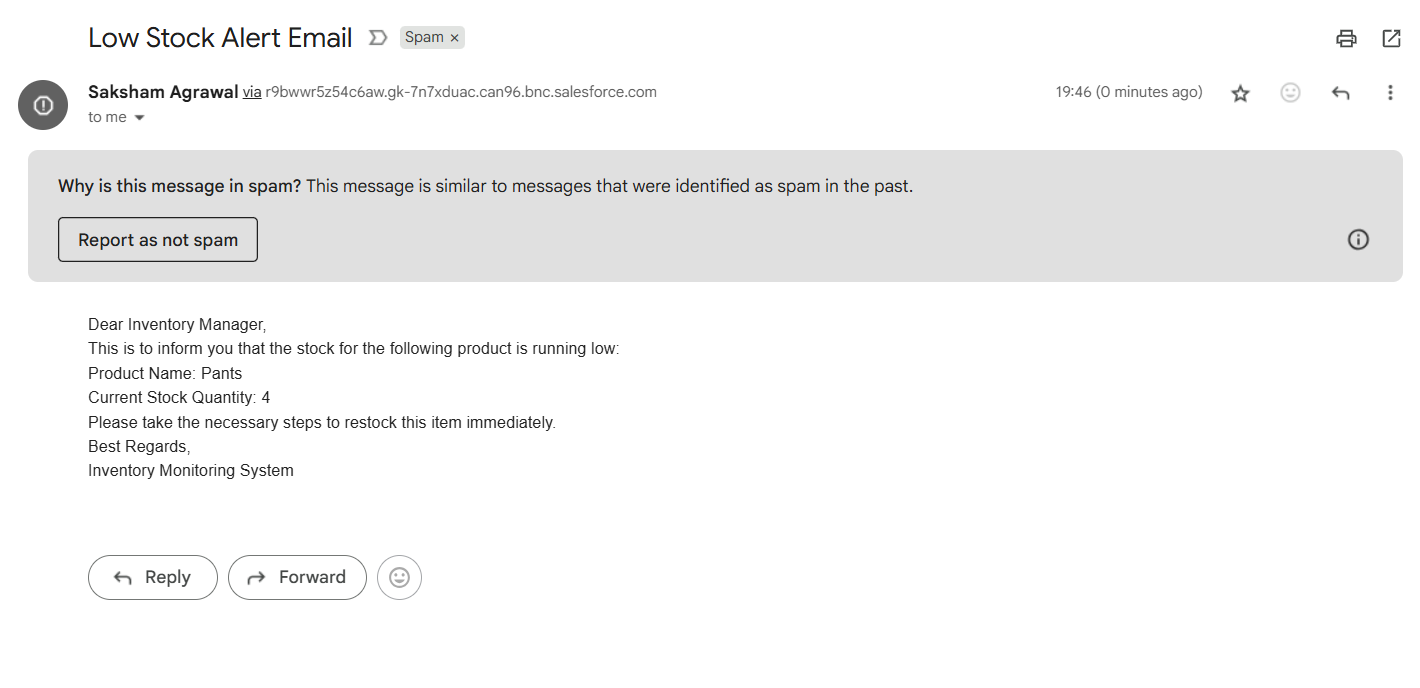 Low Stock Alert Email Spam ×
Saksham Agrawal via r9bwwr5z54c6aw.gk-7n7xduac.can96.bnc.salesforce.com 19:46 (0 minutes ago)
to me
Why is this message in spam? This message is similar to messages that were identified as spam in the past.
Report as not spam
Dear Inventory Manager,
This is to inform you that the stock for the following product is running low:
Product Name: Pants
Current Stock Quantity: 4
Please take the necessary steps to restock this item immediately.
Best Regards,
Inventory Monitoring System
Reply Forward